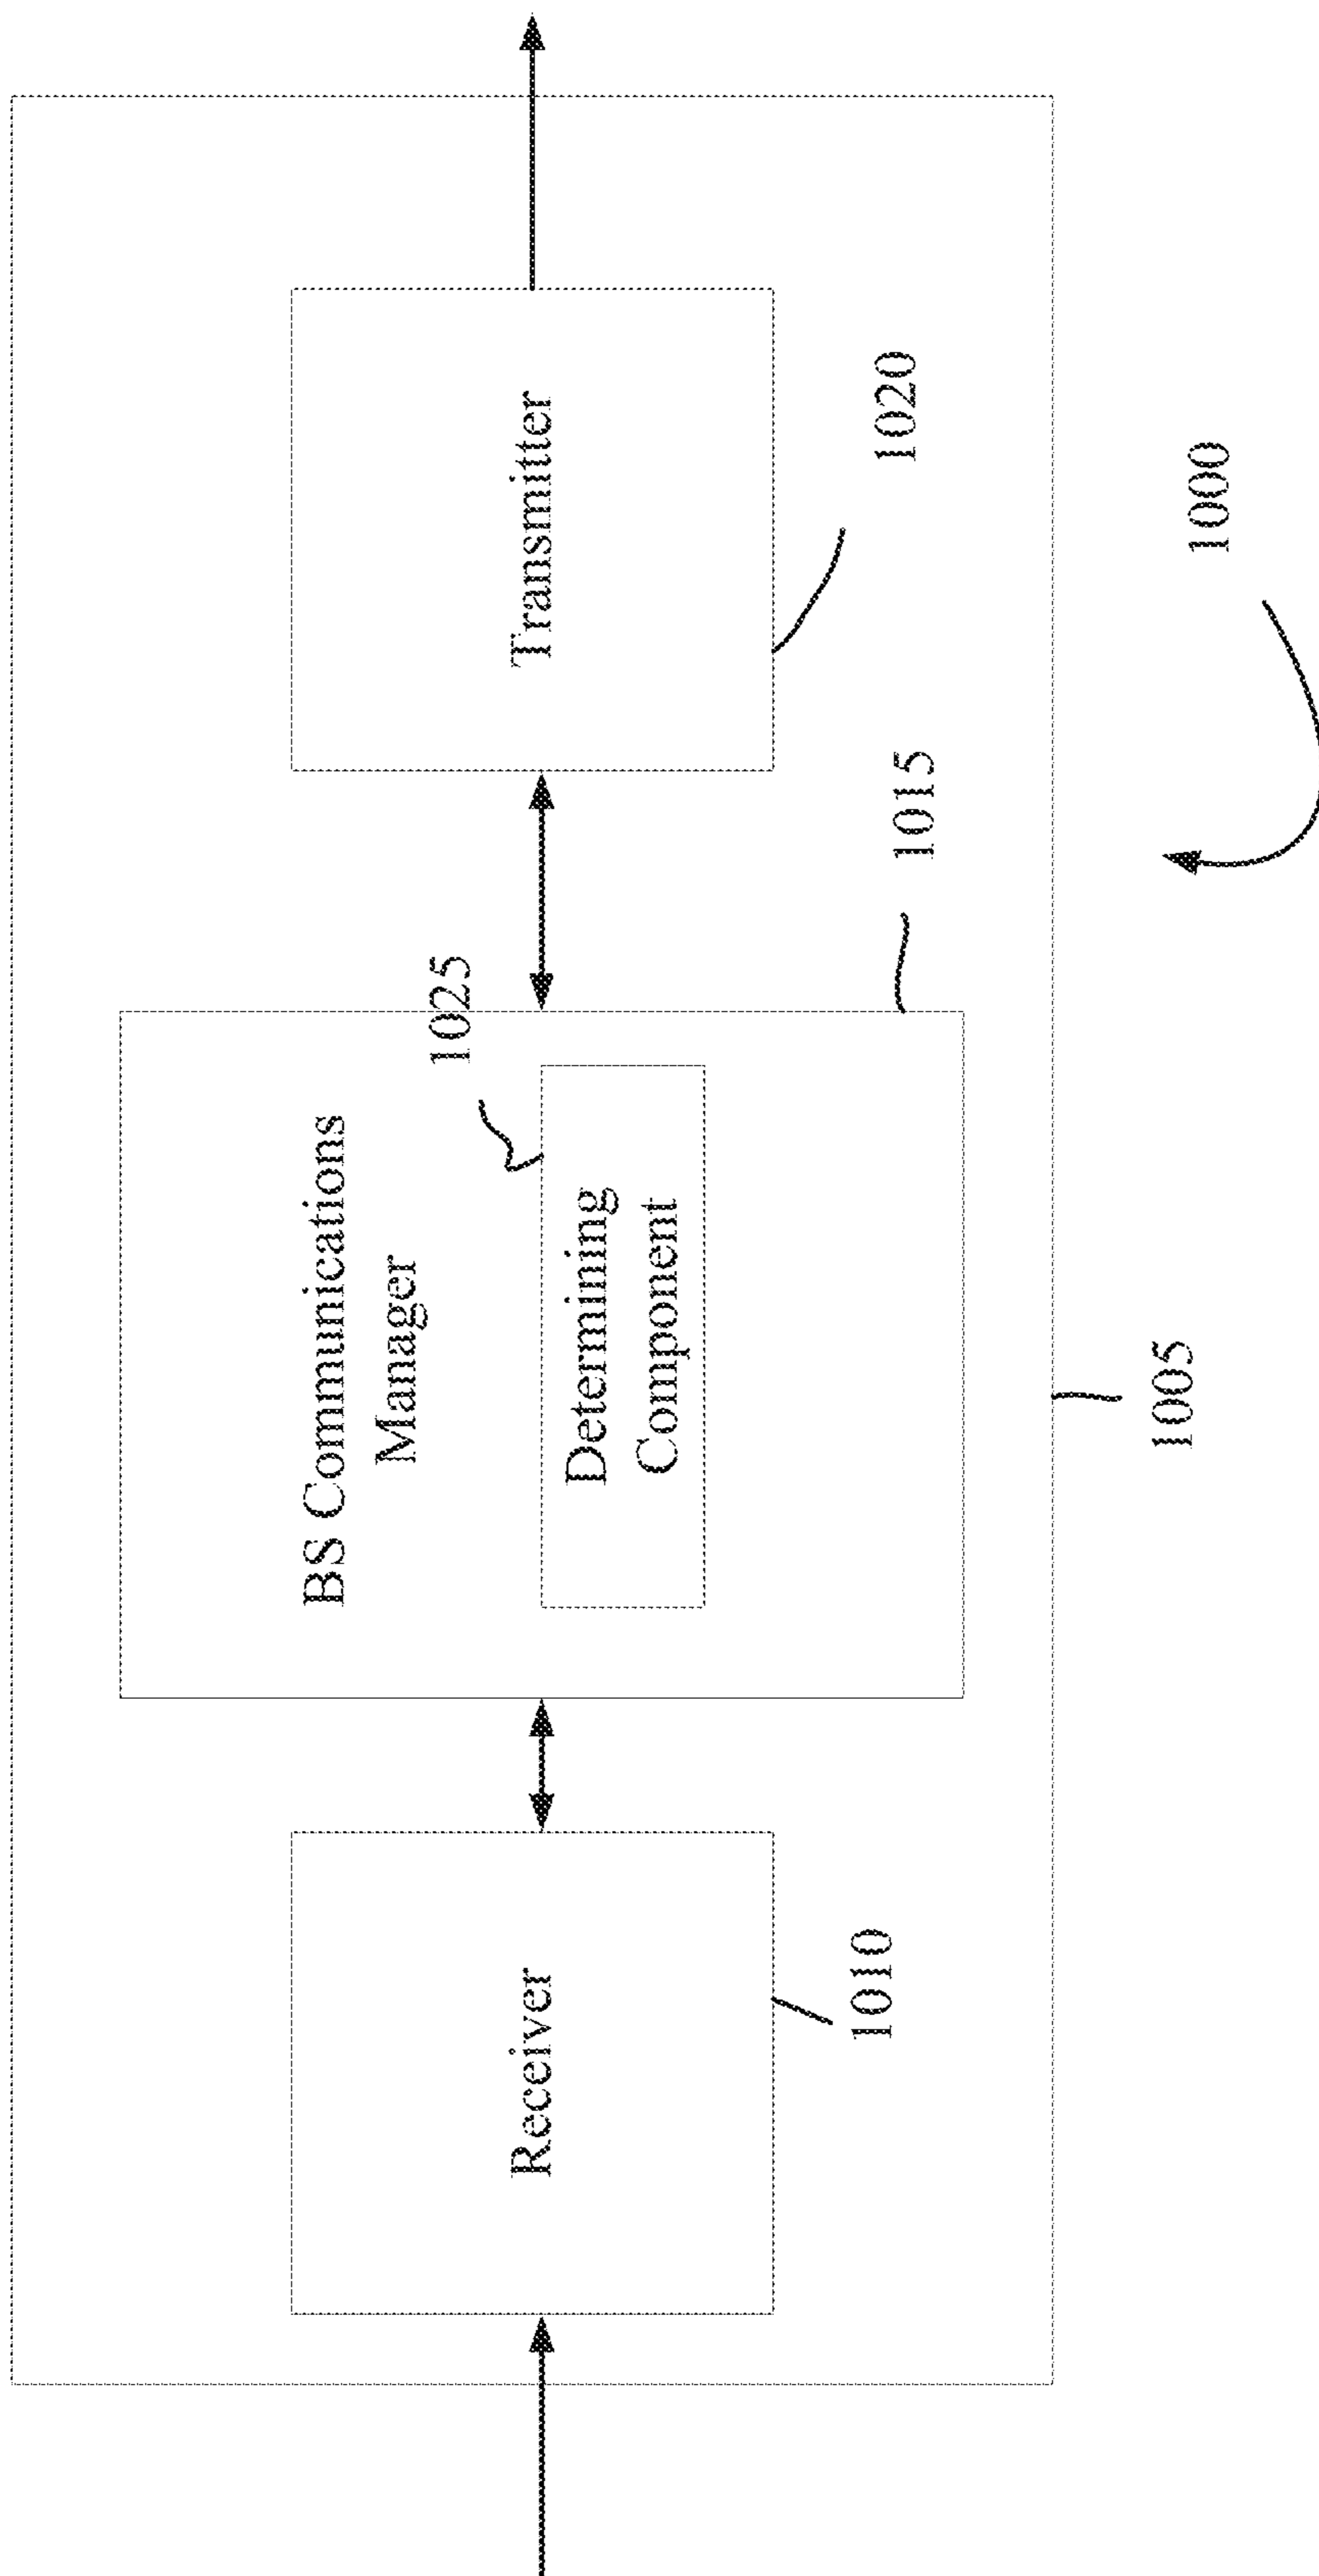 Receiver
1010
BS Communications
Manager
1025
Determining
Component
1015
Transmitter
1020
1005
1000